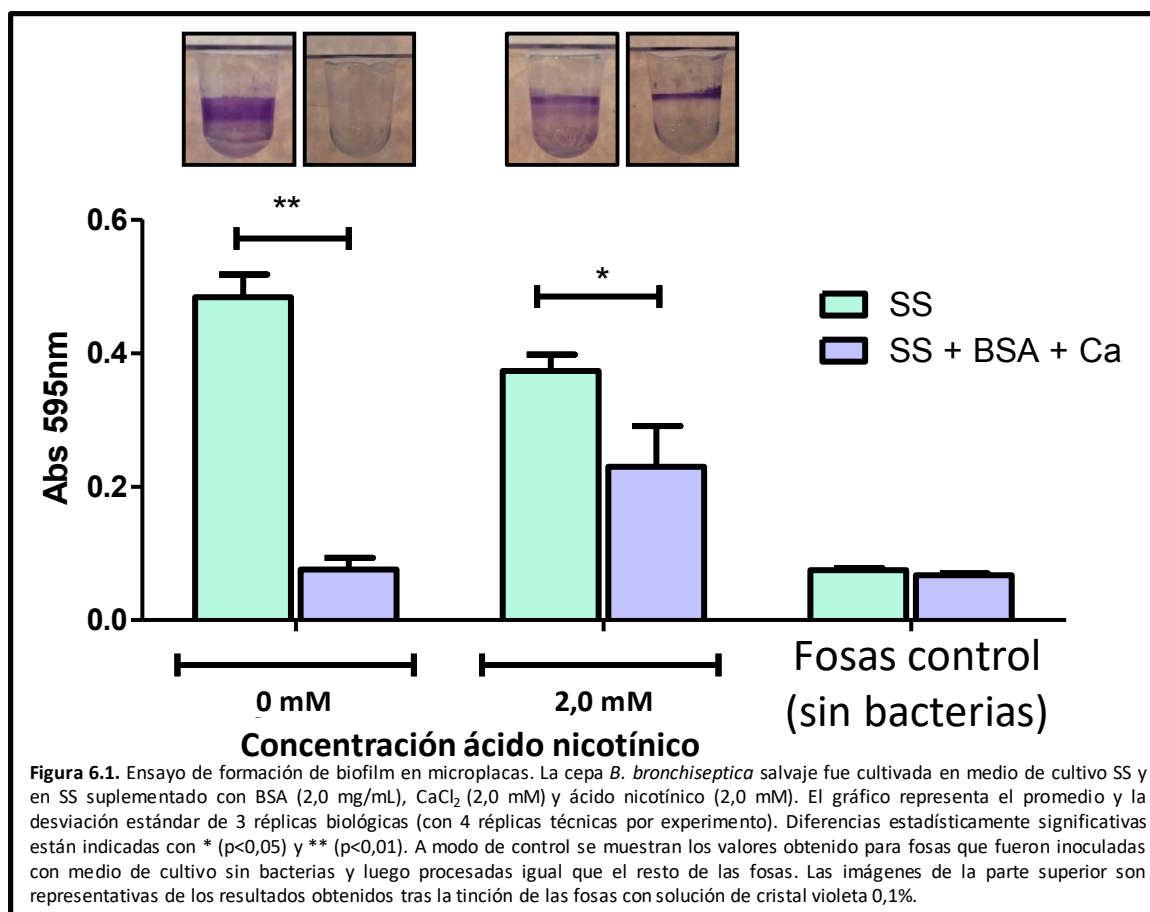 **
0.6
*
SS
SS + BSA + Ca
0.4
Abs 595nm
0.2
0.0
0 mM
2,0 mM
Fosas control
(sin bacterias)
Concentración ácido nicotínico
Figura 6.1. Ensayo de formación de biofilm en microplacas. La cepa B. bronchiseptica salvaje fue cultivada en medio de cultivo SS y
en SS suplementado con BSA (2,0 mg/mL), CaCl₂ (2,0 mM) y ácido nicotínico (2,0 mM). El gráfico representa el promedio y la
desviación estándar de 3 réplicas biológicas (con 4 réplicas técnicas por experimento). Diferencias estadísticamente significativas
están indicadas con * (p<0,05) y ** (p<0,01). A modo de control se muestran los valores obtenido para fosas que fueron inoculadas
con medio de cultivo sin bacterias y luego procesadas igual que el resto de las fosas. Las imágenes de la parte superior son
representativas de los resultados obtenidos tras la tinción de las fosas con solución de cristal violeta 0,1%.